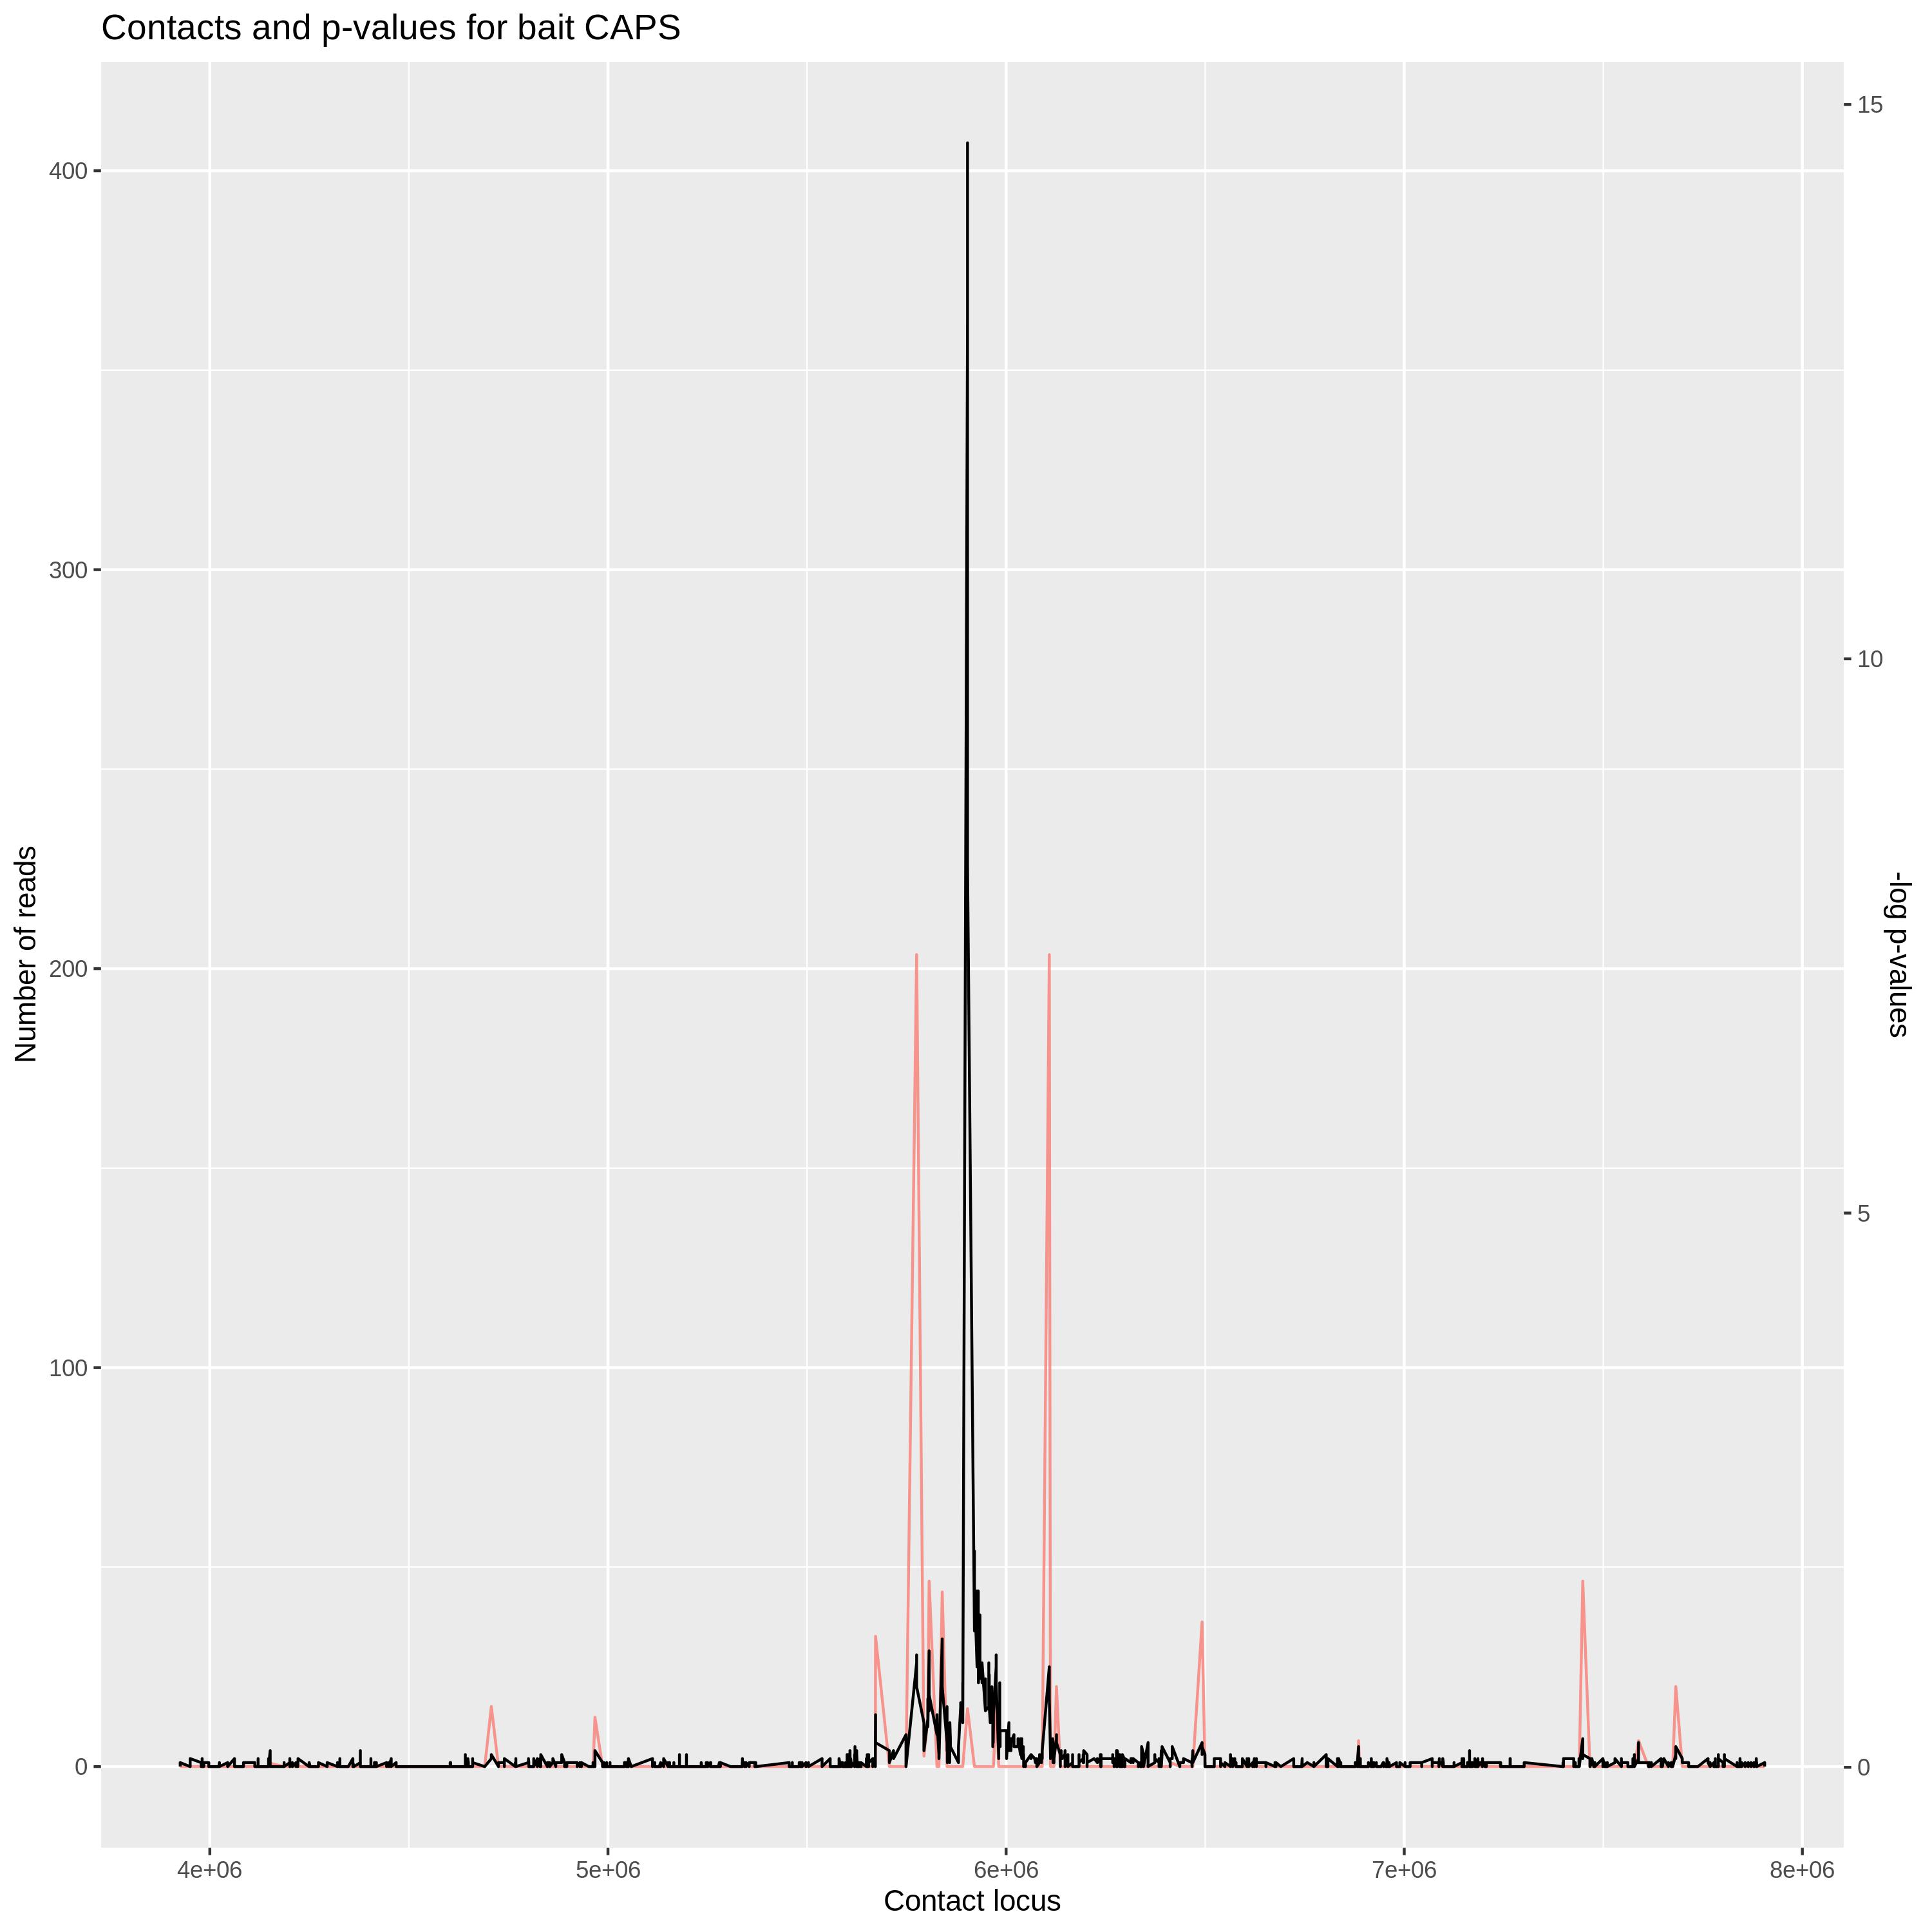 Contacts and p-values for bait CAPS
Number of reads
400
300
200
100
0
15
10
5
0
-log p-values
4e+06
5e+06
6e+06
7e+06
8e+06
Contact locus